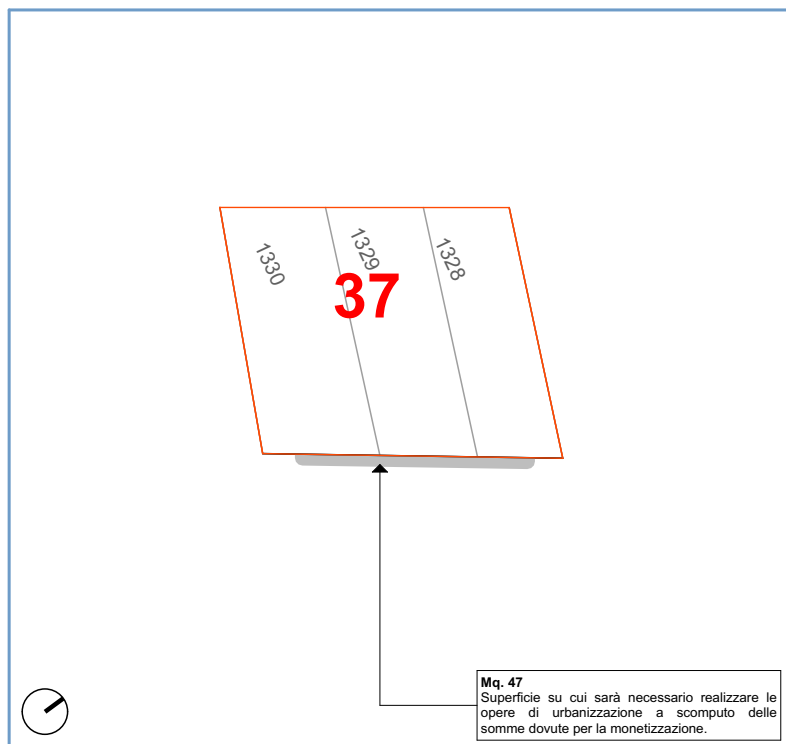 1330
1329
1328
37
Mq. 47
Superficie su cui sarà necessario realizzare le
opere di urbanizzazione a scomputo delle
somme dovute per la monetizzazione.